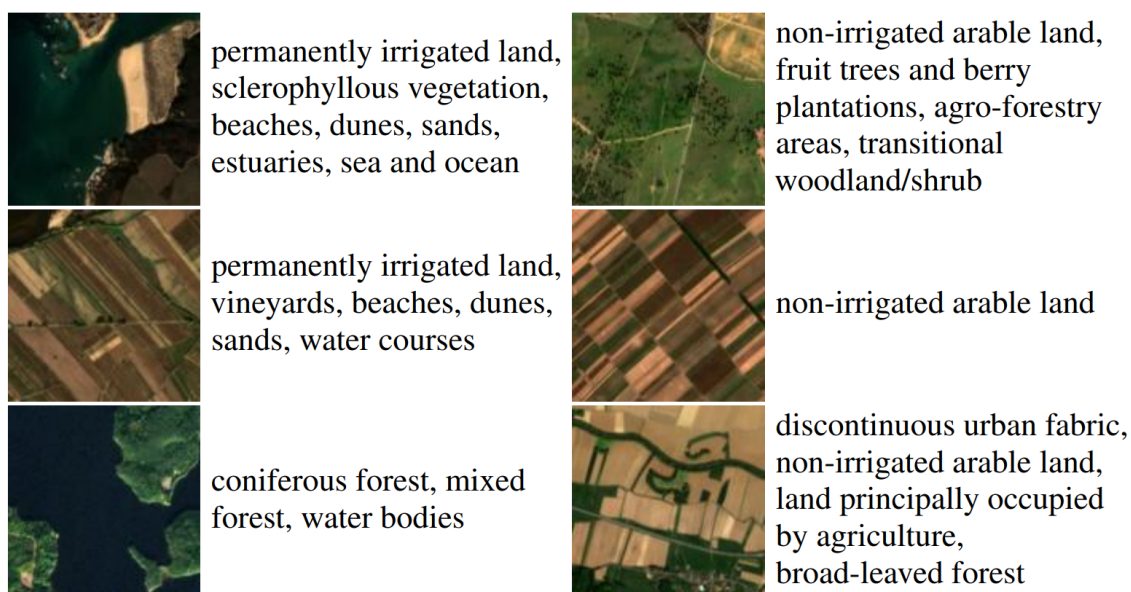 permanently irrigated land,
sclerophyllous vegetation,
beaches, dunes, sands,
estuaries, sea and ocean
non-irrigated arable land,
fruit trees and berry
plantations, agro-forestry
areas, transitional
woodland/shrub
permanently irrigated land,
vineyards, beaches, dunes,
sands, water courses
non-irrigated arable land
coniferous forest, mixed
forest, water bodies
discontinuous urban fabric,
non-irrigated arable land,
land principally occupied
by agriculture,
broad-leaved forest